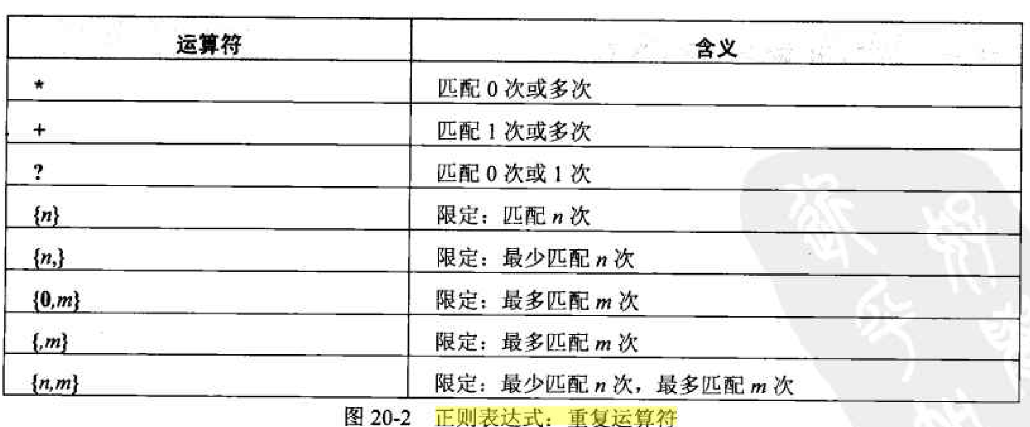 运算符 含义
* 匹配 0 次或多次
+ 匹配 1 次或多次
? 匹配 0 次或 1 次
{n} 限定:匹配 n 次
{n,} 限定:最少匹配 n 次
{0,m} 限定:最多匹配 m 次
{,m} 限定:最多匹配 m 次
{n,m} 限定:最少匹配 n 次,最多匹配 m 次
图 20-2 正则表达式:重复运算符